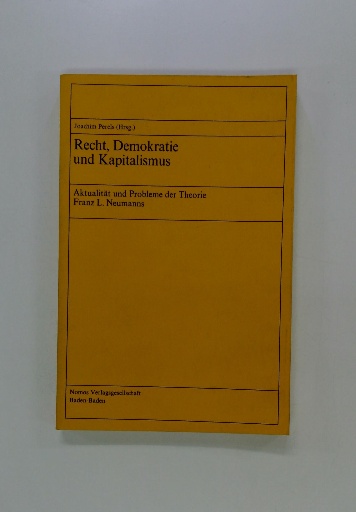 Joachim Perels (Hrsg.)
Recht, Demokratie
und Kapitalismus
Aktualität und Probleme der Theorie
Franz L. Neumanns
Nomos Verlagsgesellschaft
Baden-Baden